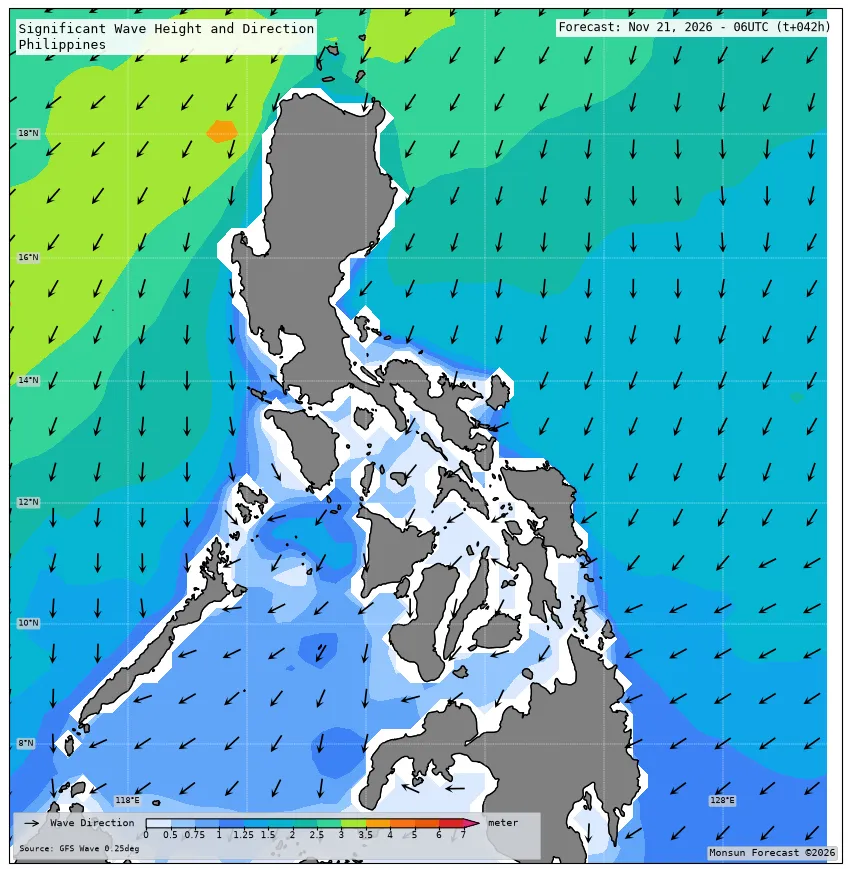 Significant Wave Height and Direction
Philippines
Forecast: Nov 21, 2026 - 06UTC (t+042h)
18°N
16°N
14°N
12°N
10°N
8°N
118°E
128°E
Wave Direction
meter
0 0.5 0.75 1 1.25 1.5 2 2.5 3 3.5 4 5 6 7
Source: GFS Wave 0.25deg
Monsun Forecast ©2026